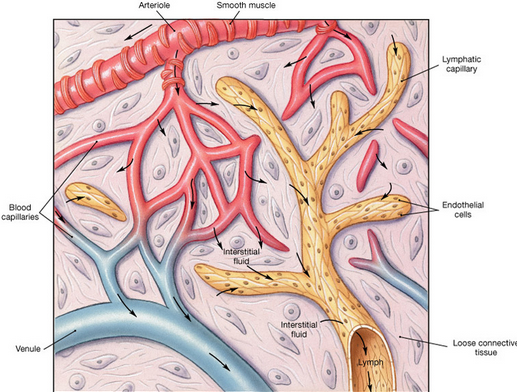 Arteriole
Smooth muscle
Lymphatic
capillary
Blood
capillaries
Endothelial
cells
Interstitial
fluid
Interstitial
fluid
Venule
Loose connective
tissue
Lymph